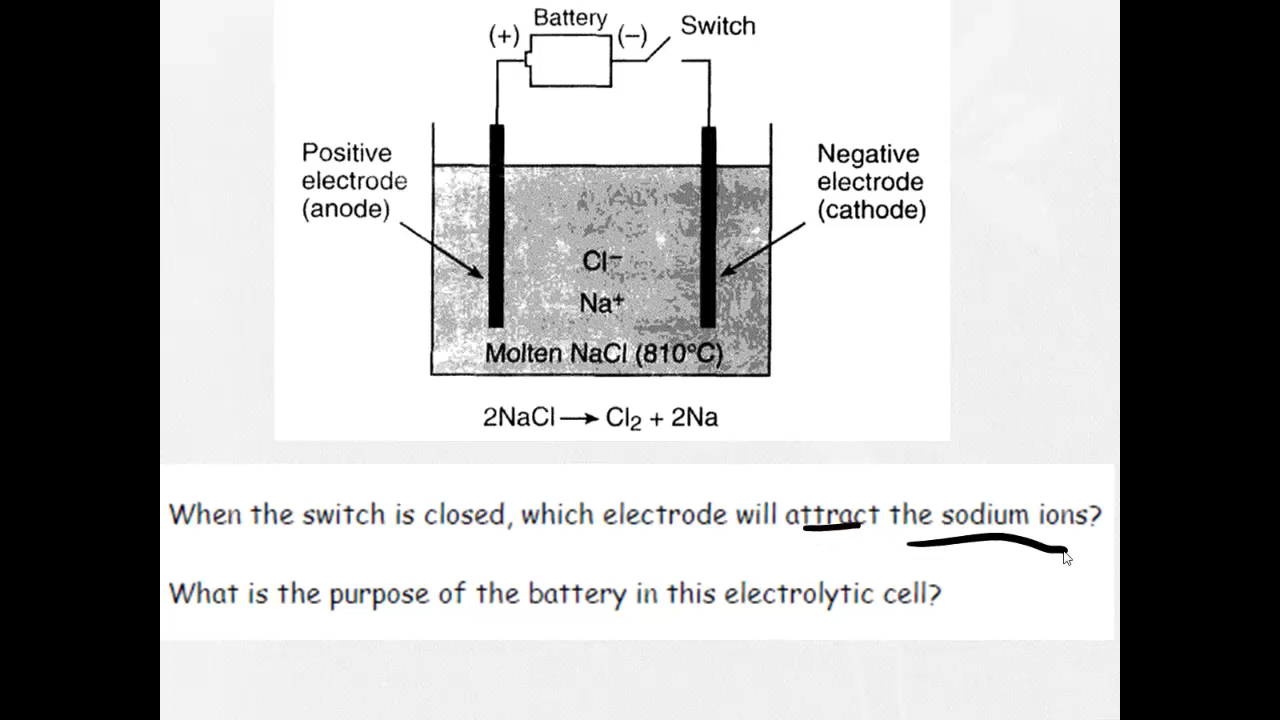 Battery
(+)
(–)
Switch
Positive
electrode
(anode)
Negative
electrode
(cathode)
Cl⁻
Na⁺
Molten NaCl (810°C)
2NaCl → Cl₂ + 2Na
When the switch is closed, which electrode will attract the sodium ions?
What is the purpose of the battery in this electrolytic cell?